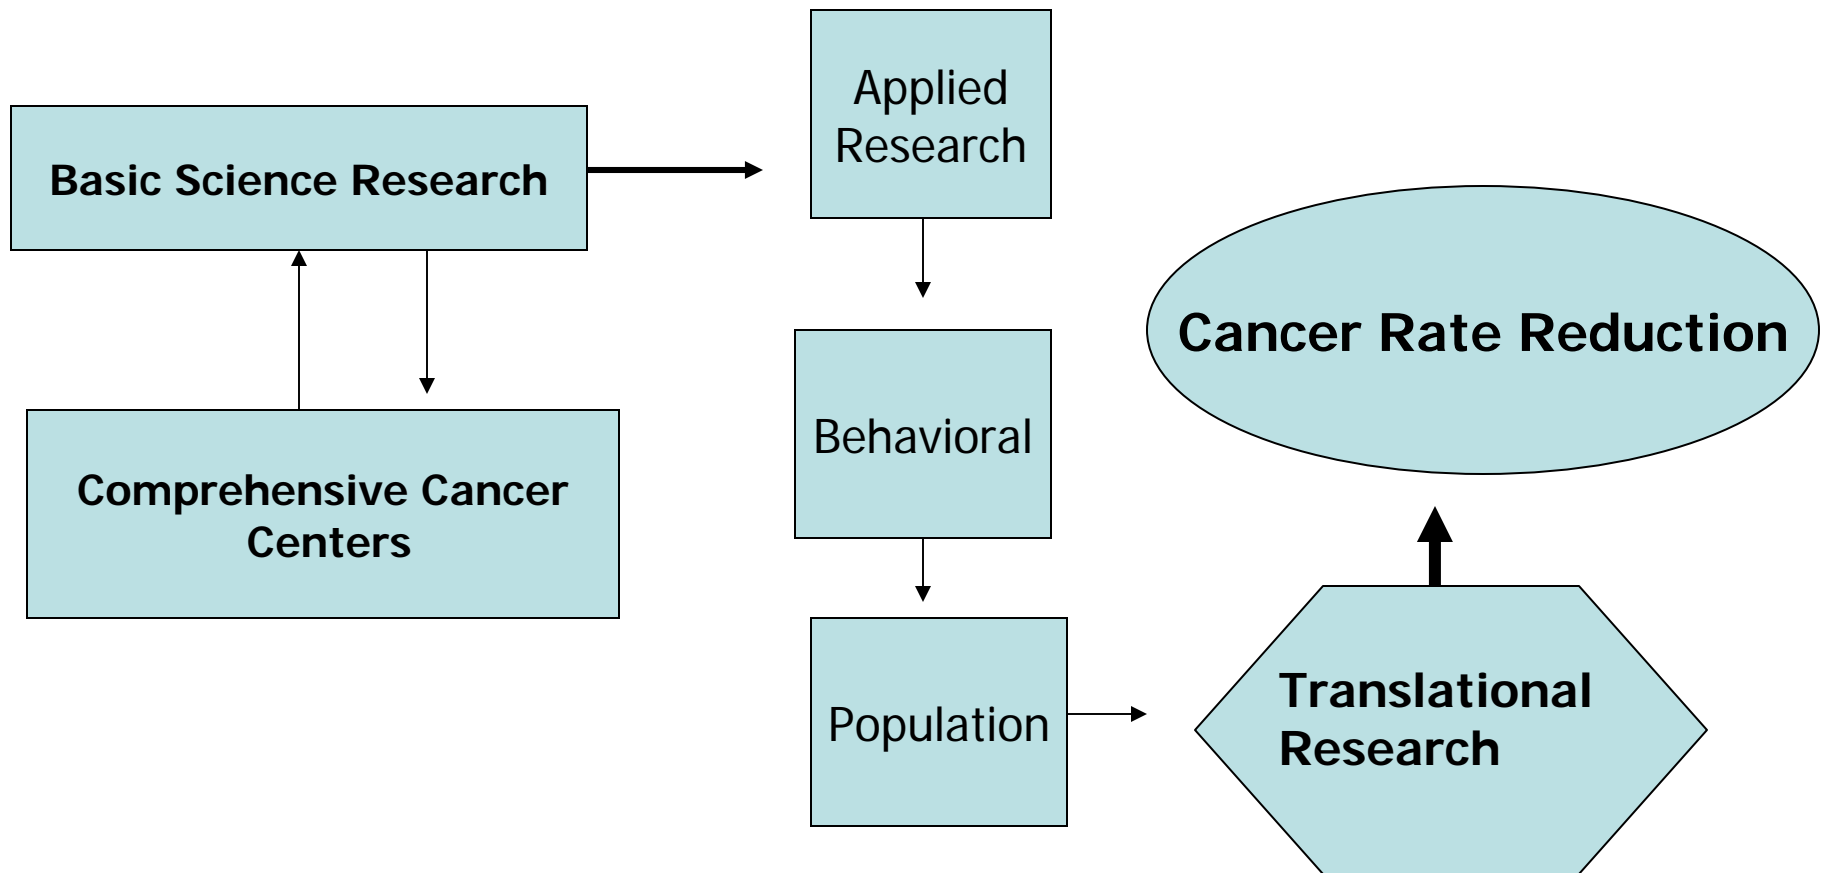 Basic Science Research
Comprehensive Cancer
Centers
Applied
Research
Behavioral
Population
Translational
Research
Cancer Rate Reduction